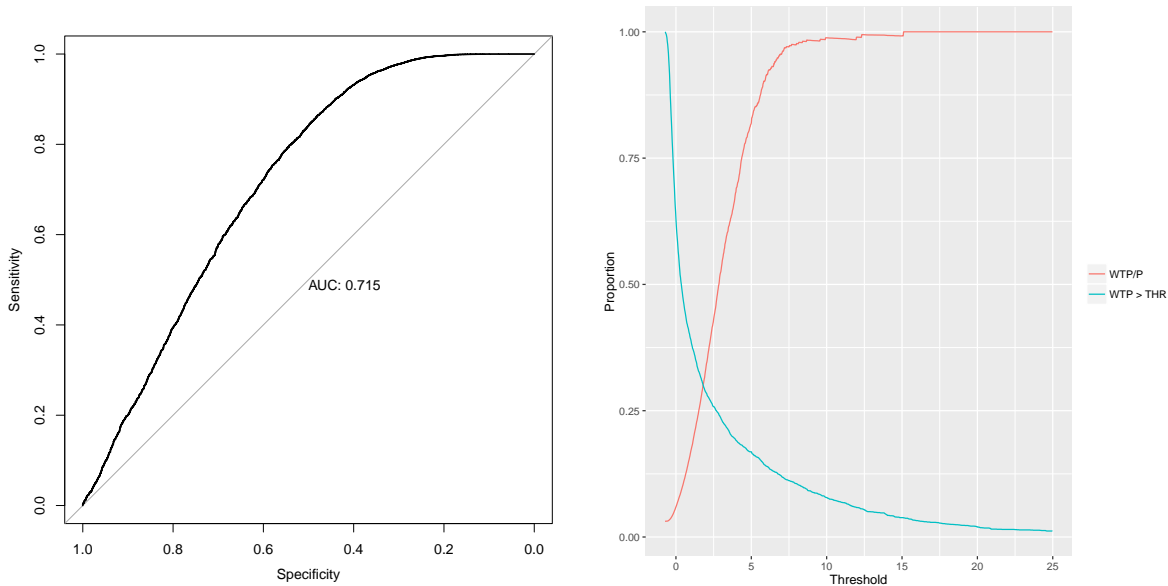 1.0
0.8
0.6
0.4
0.2
0.0
Sensitivity
AUC: 0.715
1.0 0.8 0.6 0.4 0.2 0.0
Specificity
1.00
0.75
0.50
0.25
0.00
Proportion
0 5 10 15 20 25
Threshold
WTP/P
WTP > THR